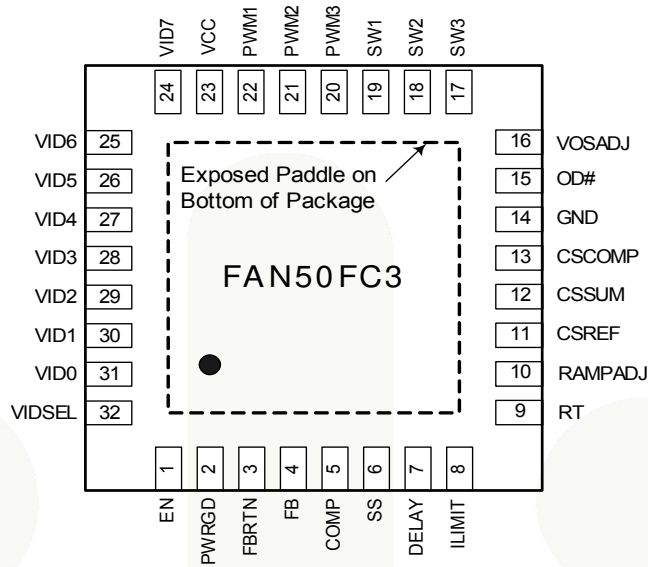 VID7
VCC
PWM1
PWM2
PWM3
SW1
SW2
SW3
24
23
22
21
20
19
18
17
VID6 25
VID5 26
VID4 27
VID3 28
VID2 29
VID1 30
VID0 31
VIDSEL 32
Exposed Paddle on
Bottom of Package
FAN50FC3
16 VOSADJ
15 OD#
14 GND
13 CSCOMP
12 CSSUM
11 CSREF
10 RAMPADJ
9 RT
1
2
3
4
5
6
7
8
EN
PWRGD
FBRTN
FB
COMP
SS
DELAY
ILIMIT